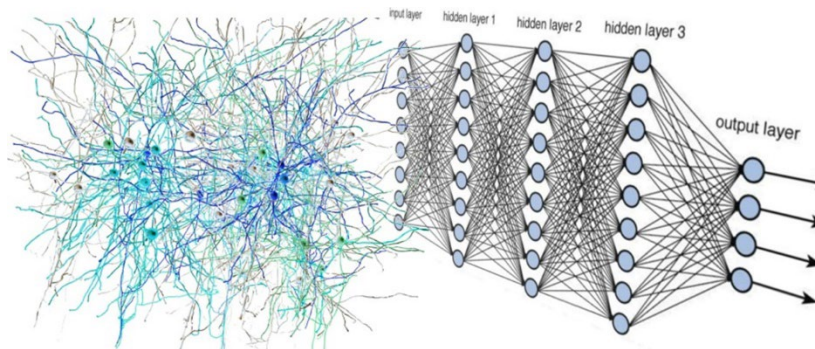 input layer
hidden layer 1
hidden layer 2
hidden layer 3
output layer